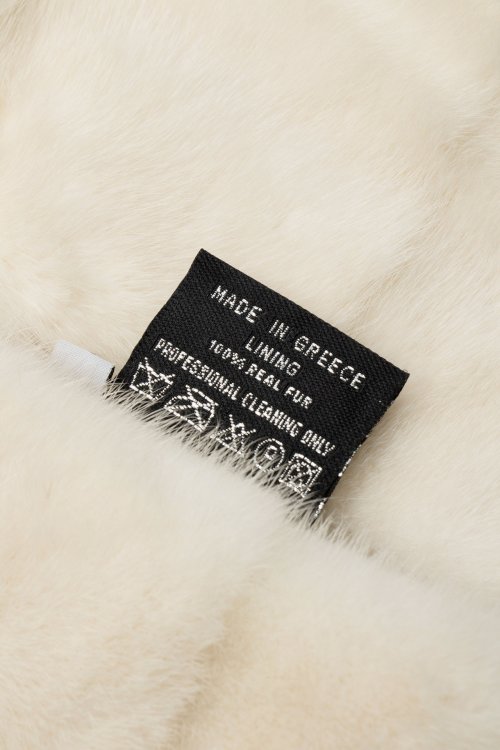 MADE IN GREECE
LINING
100% REAL FUR
PROFESSIONAL CLEANING ONLY
P